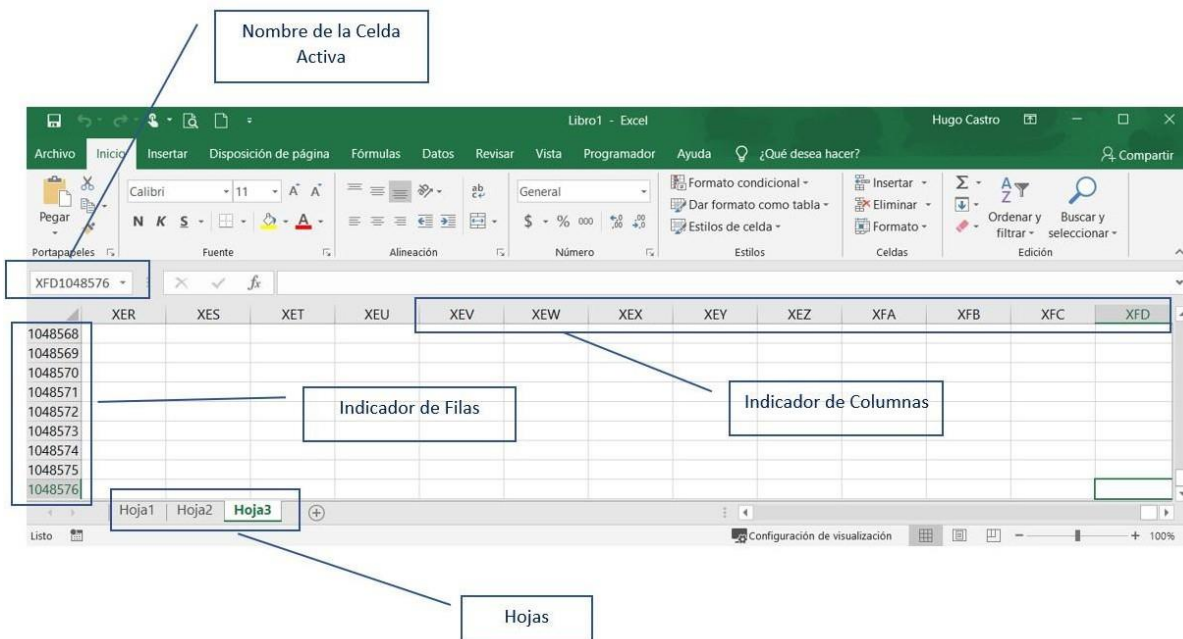 Nombre de la Celda
Activa
Libro1 - Excel
Hugo Castro
Archivo Inicio Insertar Disposición de página Fórmulas Datos Revisar Vista Programador Ayuda ¿Qué desea hacer? Compartir
Pegar
Calibri 11 A A
N K S A
ab
General
$ % 000
Formato condicional
Dar formato como tabla
Estilos de celda
Insertar
Eliminar
Formato
Σ
Ordenar y
filtrar
Buscar y
seleccionar
Portapapeles Fuente Alineación Número Estilos Celdas Edición
XFD1048576 fx
XER XES XET XEU XEV XEW XEX XEY XEZ XFA XFB XFC XFD
1048568
1048569
1048570
1048571
1048572
1048573
1048574
1048575
1048576
Indicador de Filas
Indicador de Columnas
Hoja1 Hoja2 Hoja3
Listo Configuración de visualización 100%
Hojas